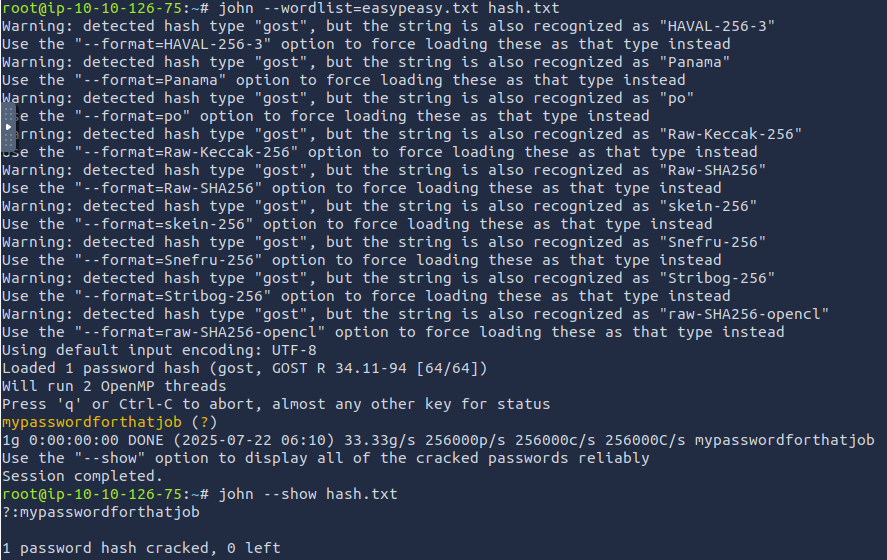 root@ip-10-10-126-75:~# john --wordlist=easypeasy.txt hash.txt
Warning: detected hash type "gost", but the string is also recognized as "HAVAL-256-3"
Use the "--format=HAVAL-256-3" option to force loading these as that type instead
Warning: detected hash type "gost", but the string is also recognized as "Panama"
Use the "--format=Panama" option to force loading these as that type instead
Warning: detected hash type "gost", but the string is also recognized as "po"
Use the "--format=po" option to force loading these as that type instead
Warning: detected hash type "gost", but the string is also recognized as "Raw-Keccak-256"
Use the "--format=Raw-Keccak-256" option to force loading these as that type instead
Warning: detected hash type "gost", but the string is also recognized as "Raw-SHA256"
Use the "--format=Raw-SHA256" option to force loading these as that type instead
Warning: detected hash type "gost", but the string is also recognized as "skein-256"
Use the "--format=skein-256" option to force loading these as that type instead
Warning: detected hash type "gost", but the string is also recognized as "Snefru-256"
Use the "--format=Snefru-256" option to force loading these as that type instead
Warning: detected hash type "gost", but the string is also recognized as "Stribog-256"
Use the "--format=Stribog-256" option to force loading these as that type instead
Warning: detected hash type "gost", but the string is also recognized as "raw-SHA256-opencl"
Use the "--format=raw-SHA256-opencl" option to force loading these as that type instead
Using default input encoding: UTF-8
Loaded 1 password hash (gost, GOST R 34.11-94 [64/64])
Will run 2 OpenMP threads
Press 'q' or Ctrl-C to abort, almost any other key for status
mypasswordforthatjob (?)
1g 0:00:00:00 DONE (2025-07-22 06:10) 33.33g/s 256000p/s 256000c/s 256000C/s mypasswordforthatjob
Use the "--show" option to display all of the cracked passwords reliably
Session completed.
root@ip-10-10-126-75:~# john --show hash.txt
?:mypasswordforthatjob
1 password hash cracked, 0 left